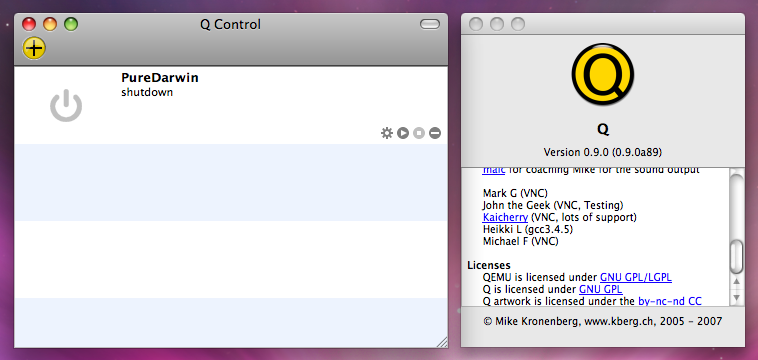 Q Control
PureDarwin
shutdown
Q
Q
Version 0.9.0 (0.9.0a89)
maic for coaching Mike for the sound output
Mark G (VNC)
John the Geek (VNC, Testing)
Kaicherry (VNC, lots of support)
Heikki L (gcc3.4.5)
Michael F (VNC)
Licenses
QEMU is licensed under GNU GPL/LGPL
Q is licensed under GNU GPL
Q artwork is licensed under the by-nc-nd CC
© Mike Kronenberg, www.kberg.ch, 2005 - 2007